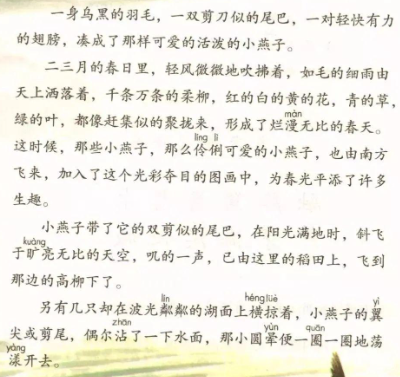 一身乌黑的羽毛，一双剪刀似的尾巴，一对轻快有力
的翅膀，凑成了那样可爱的活泼的小燕子。
二三月的春日里，轻风微微地吹拂着，如毛的细雨由
天上洒落着，千条万条的柔柳，红的白的黄的花，青的草，
màn
绿的叶，都像赶集似的聚拢来，形成了烂漫无比的春天。
líng lì
这时候，那些小燕子，那么伶俐可爱的小燕子，也由南方
飞来，加入了这个光彩夺目的图画中，为春光平添了许多
生趣。
小燕子带了它的双剪似的尾巴，在阳光满地时，斜飞
kuàng
于旷亮无比的天空，叽的一声，已由这里的稻田上，飞到
那边的高柳下了。
lín héng lüè yì
另有几只却在波光粼粼的湖面上横掠着，小燕子的翼
zhān yùn quān
尖或剪尾，偶尔沾了一下水面，那小圆晕便一圈一圈地荡
yàng
漾开去。